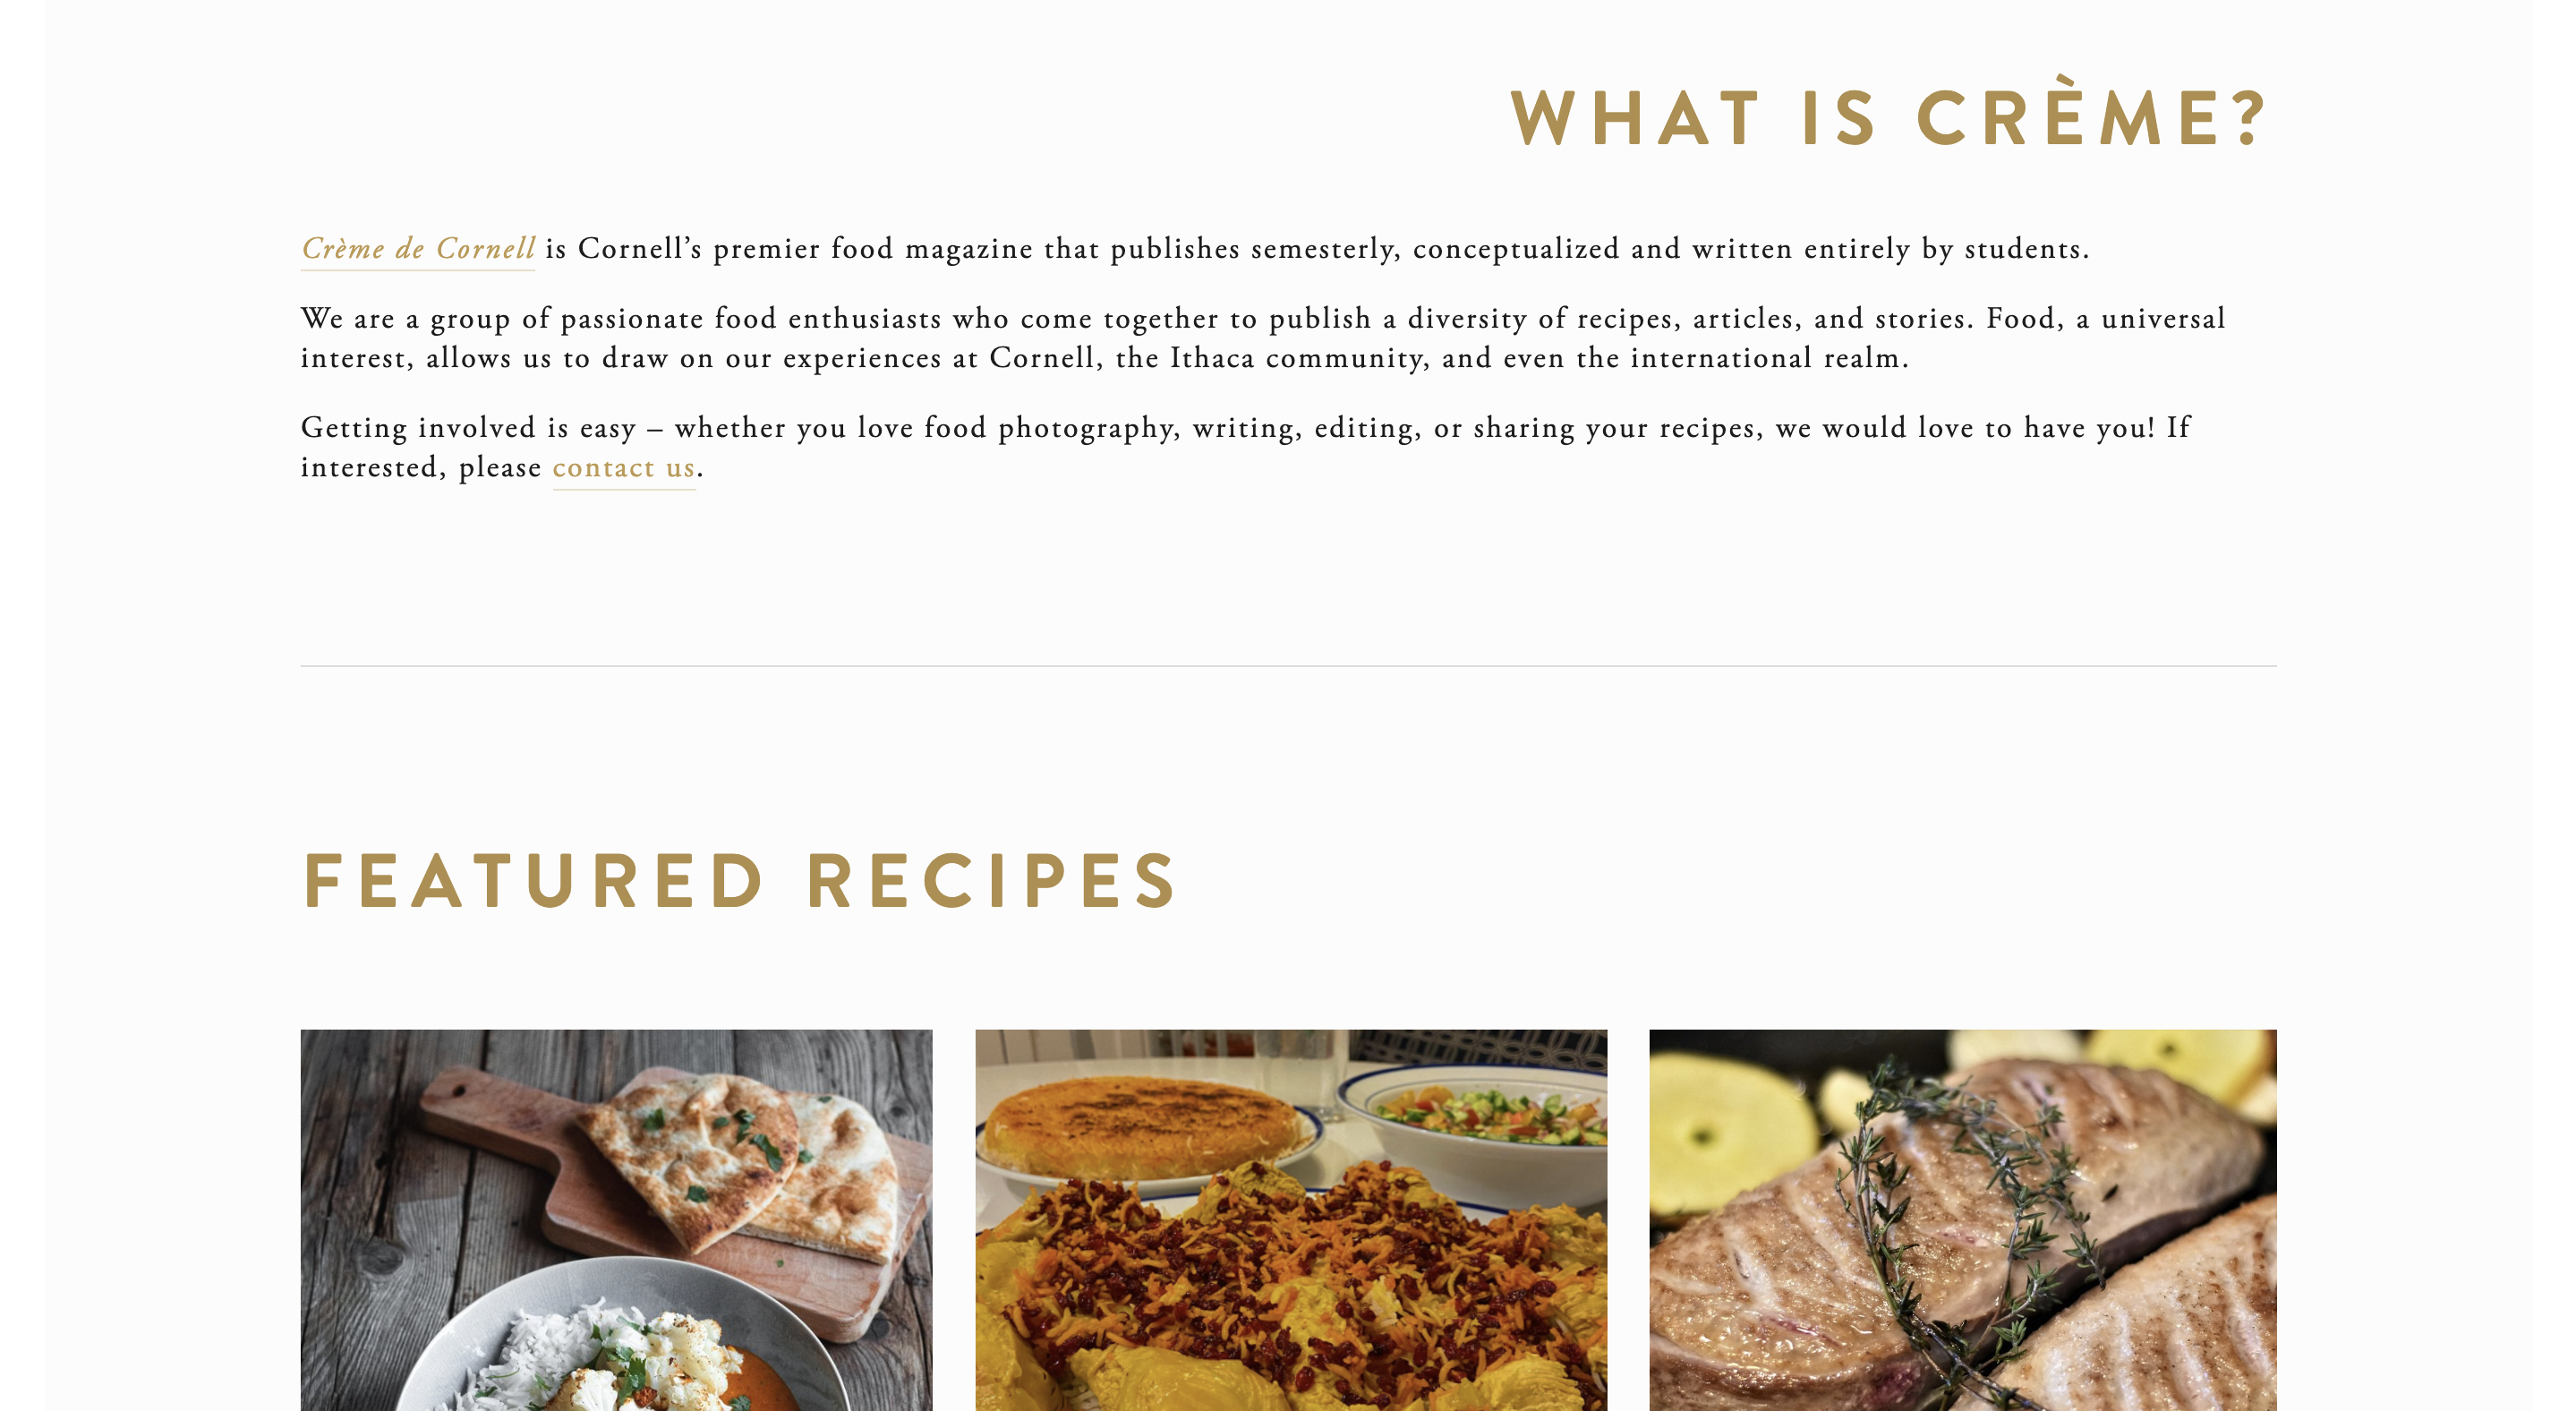 WHAT IS CRÈME?
Crème de Cornell is Cornell’s premier food magazine that publishes semesterly, conceptualized and written entirely by students.
We are a group of passionate food enthusiasts who come together to publish a diversity of recipes, articles, and stories. Food, a universal
interest, allows us to draw on our experiences at Cornell, the Ithaca community, and even the international realm.
Getting involved is easy – whether you love food photography, writing, editing, or sharing your recipes, we would love to have you! If
interested, please contact us.
FEATURED RECIPES